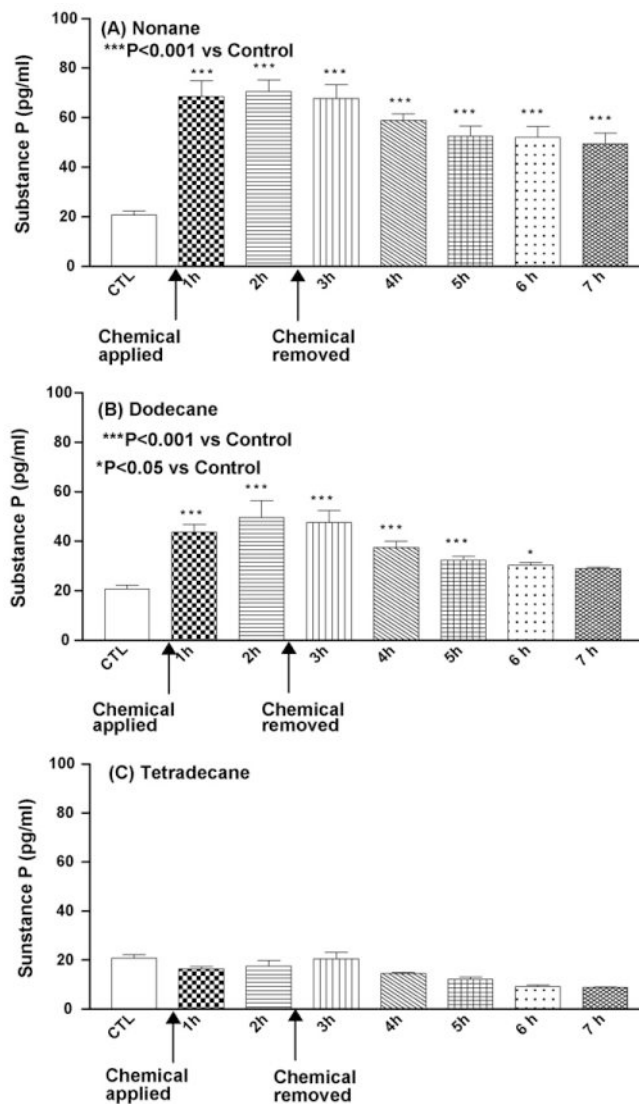 (A) Nonane
***P<0.001 vs Control
Substance P (pg/ml)
100
80
60
40
20
0
*** *** *** *** *** *** ***
CTL 1h 2h 3h 4h 5h 6 h 7 h
Chemical applied
Chemical removed
(B) Dodecane
***P<0.001 vs Control
*P<0.05 vs Control
Substance P (pg/ml)
100
80
60
40
20
0
*** *** *** *** *** *
CTL 1h 2h 3h 4h 5h 6 h 7 h
Chemical applied
Chemical removed
(C) Tetradecane
Sunstance P (pg/ml)
100
80
60
40
20
0
CTL 1h 2h 3h 4h 5h 6 h 7 h
Chemical applied
Chemical removed